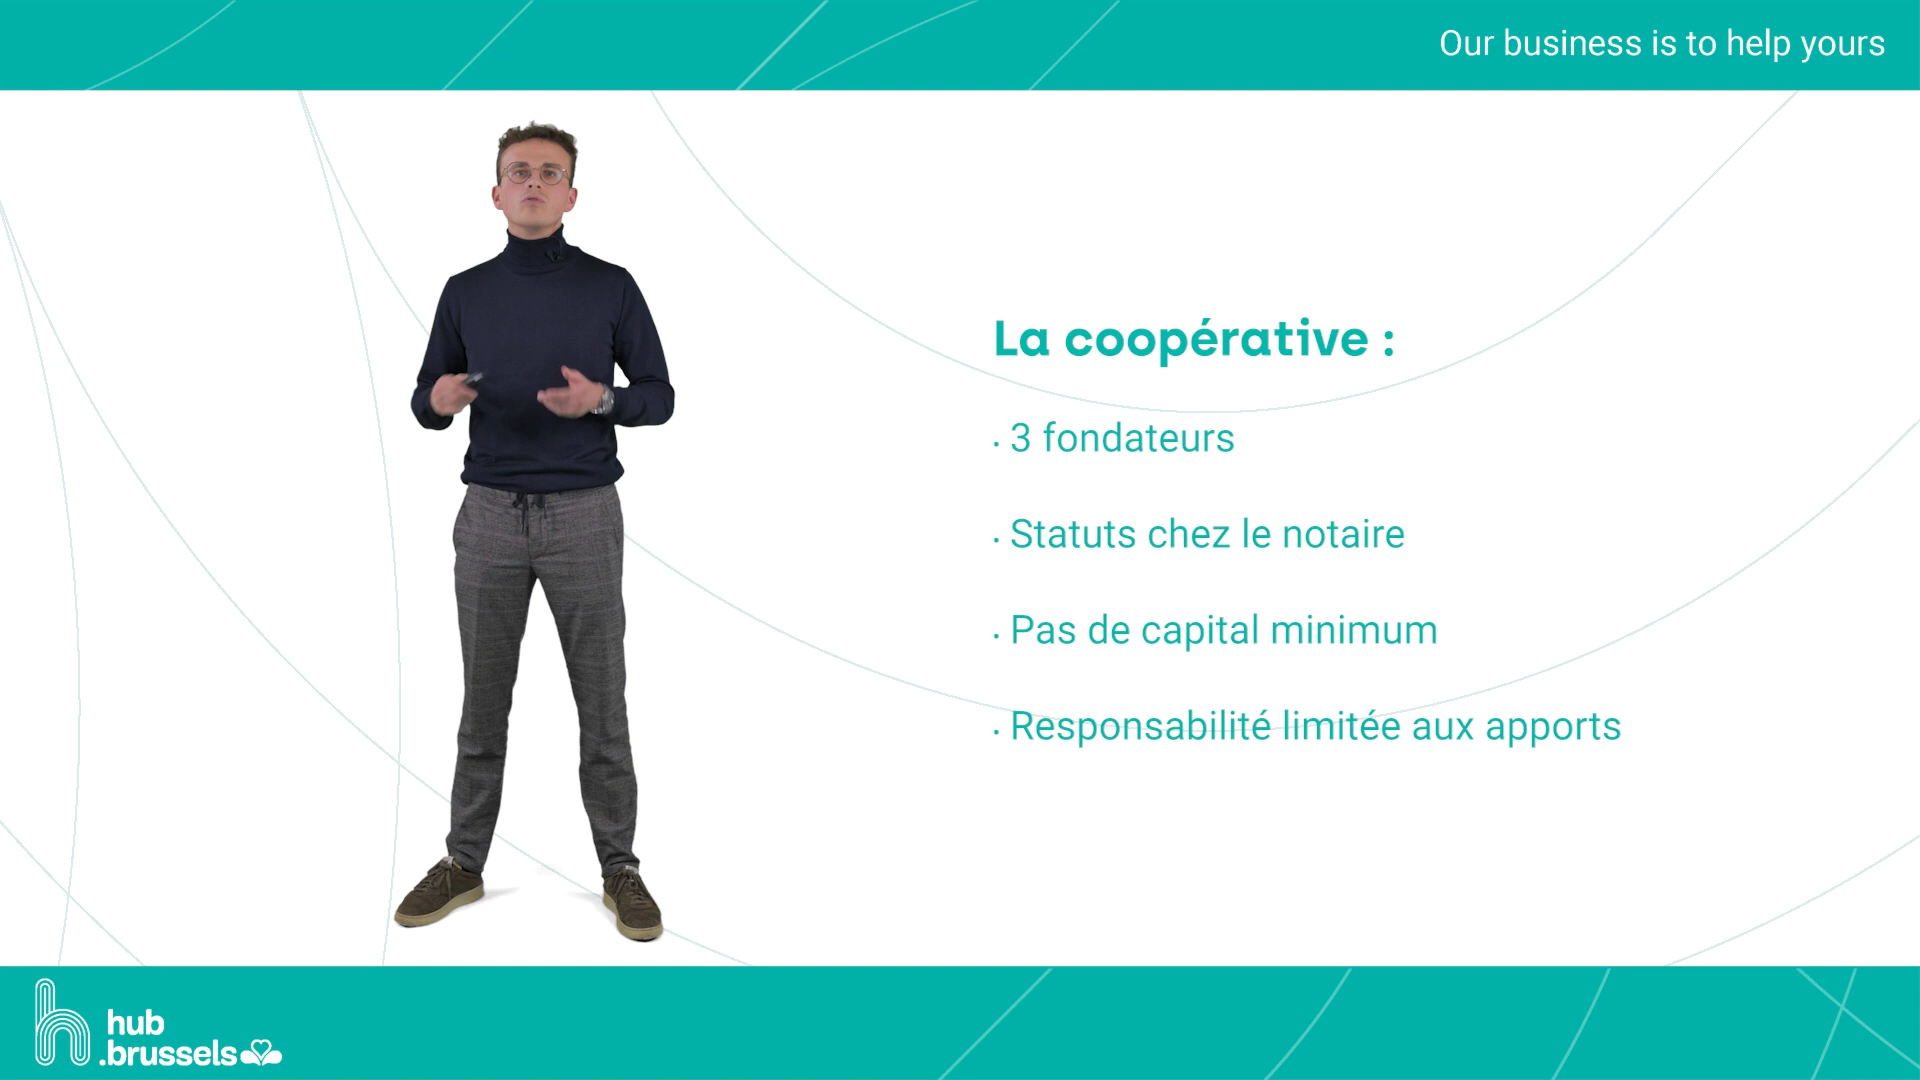 Our business is to help yours
La coopérative :
. 3 fondateurs
. Statuts chez le notaire
. Pas de capital minimum
. Responsabilité limitée aux apports
hub
.brussels